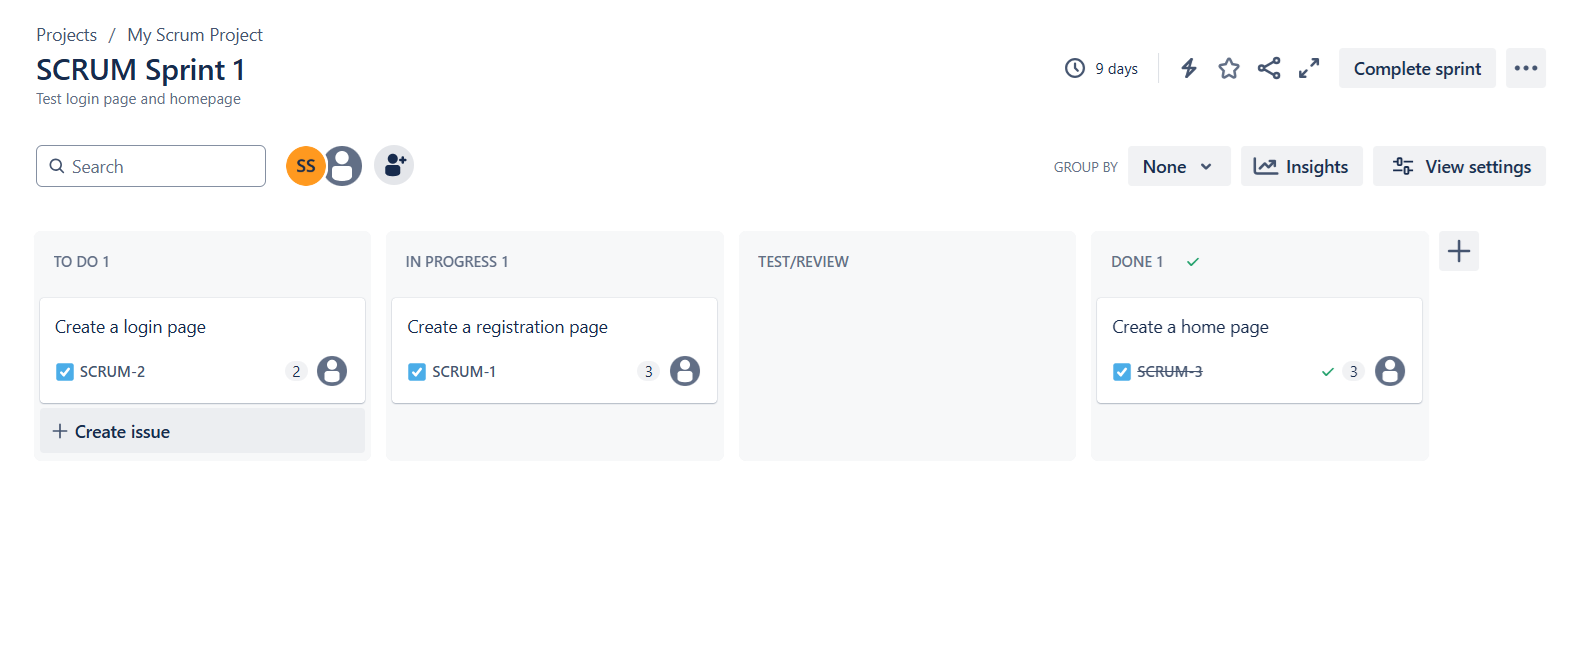 Projects / My Scrum Project
SCRUM Sprint 1
Test login page and homepage
9 days
Complete sprint
Search
SS
GROUP BY
None
Insights
View settings
TO DO 1
Create a login page
SCRUM-2
2
Create issue
IN PROGRESS 1
Create a registration page
SCRUM-1
3
TEST/REVIEW
DONE 1
Create a home page
SCRUM-3
3